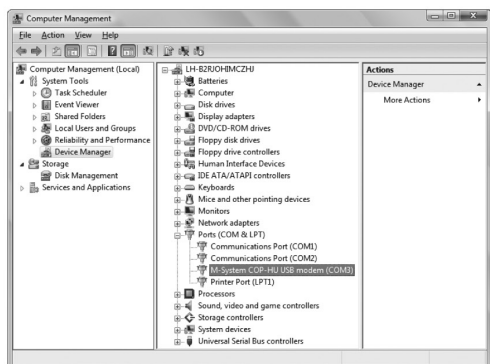 Computer Management
File Action View Help
Computer Management (Local)
System Tools
Task Scheduler
Event Viewer
Shared Folders
Local Users and Groups
Reliability and Performance
Device Manager
Storage
Disk Management
Services and Applications
LH-B2RJOHIMCZHJ
Batteries
Computer
Disk drives
Display adapters
DVD/CD-ROM drives
Floppy disk drives
Floppy drive controllers
Human Interface Devices
IDE ATA/ATAPI controllers
Keyboards
Mice and other pointing devices
Monitors
Network adapters
Ports (COM & LPT)
Communications Port (COM1)
Communications Port (COM2)
M-System COP-HU USB modem (COM3)
Printer Port (LPT1)
Processors
Sound, video and game controllers
Storage controllers
System devices
Universal Serial Bus controllers
Actions
Device Manager
More Actions